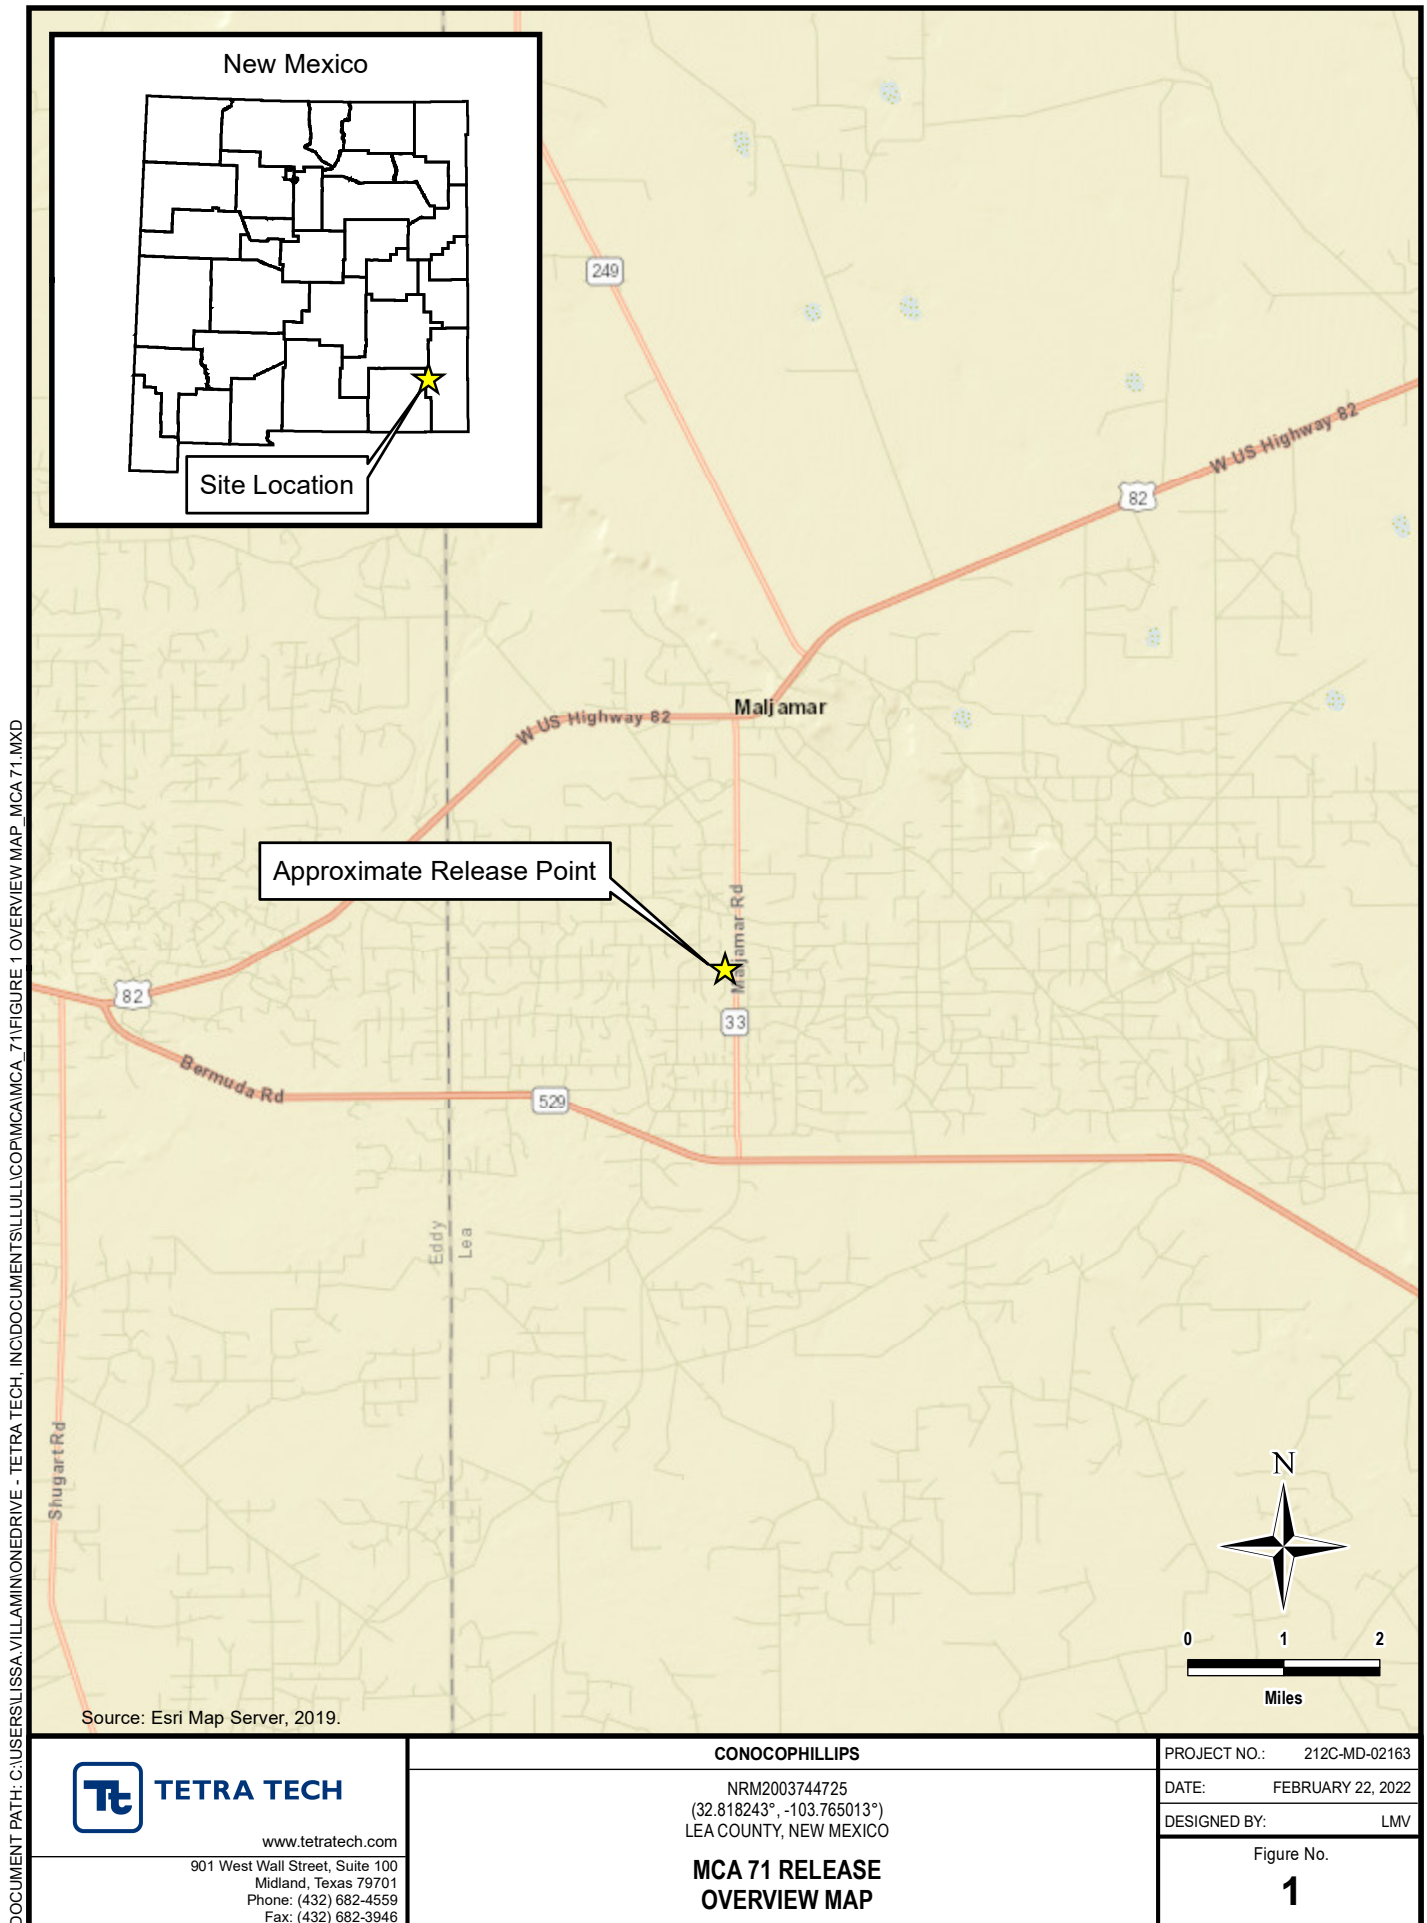 New Mexico
Site Location
249
W US Highway 82
82
Maljamar
W US Highway 82
Approximate Release Point
Maljamar Rd
82
33
Bermuda Rd
529
Eddy
Lea
Shugart Rd
N
0 1 2
Miles
Source: Esri Map Server, 2019.
DOCUMENT PATH: C:\USERS\LISSA.VILLAMIN\ONEDRIVE - TETRA TECH, INC\DOCUMENTS\LLULL\COP\MCA\MCA_71\FIGURE 1 OVERVIEW MAP_MCA 71.MXD
Tt TETRA TECH
www.tetratech.com
901 West Wall Street, Suite 100
Midland, Texas 79701
Phone: (432) 682-4559
Fax: (432) 682-3946
CONOCOPHILLIPS
NRM2003744725
(32.818243°, -103.765013°)
LEA COUNTY, NEW MEXICO
MCA 71 RELEASE
OVERVIEW MAP
PROJECT NO.: 212C-MD-02163
DATE: FEBRUARY 22, 2022
DESIGNED BY: LMV
Figure No.
1